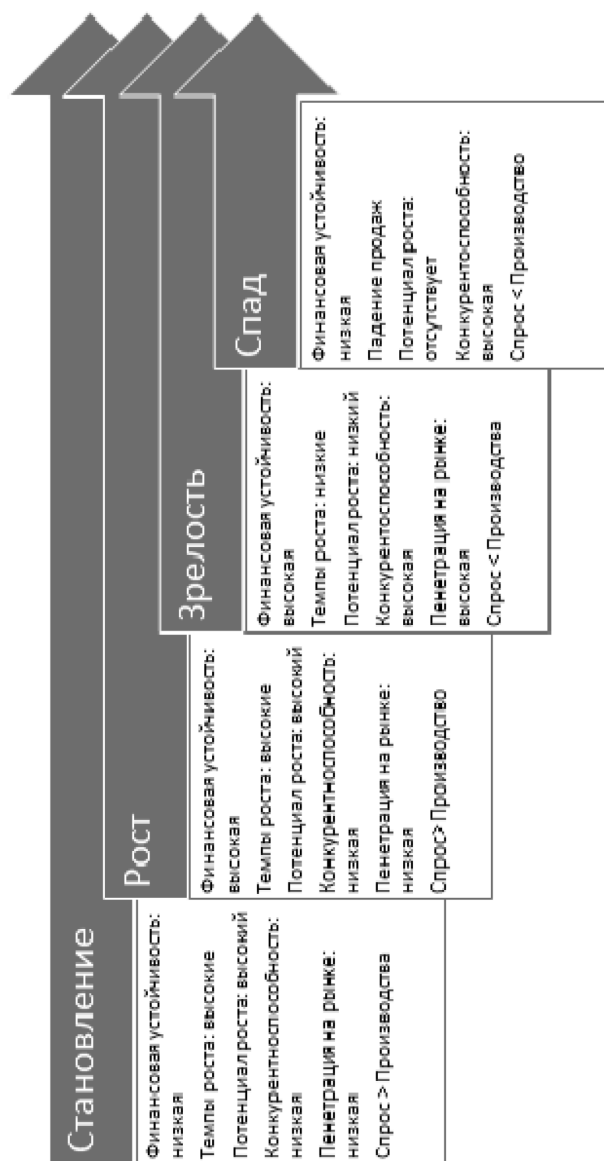 Становление
Финансовая устойчивость:
низкая
Темпы роста: высокие
Потенциал роста: высокий
Конкурентноспособность:
низкая
Пенетрация на рынке:
низкая
Спрос > Производства
Рост
Финансовая устойчивость:
высокая
Темпы роста: высокие
Потенциал роста: высокий
Конкурентноспособность:
низкая
Пенетрация на рынке:
низкая
Спрос > Производство
Зрелость
Финансовая устойчивость:
высокая
Темпы роста: низкие
Потенциал роста: низкий
Конкурентоспособность:
высокая
Пенетрация на рынке:
высокая
Спрос < Производства
Спад
Финансовая устойчивость:
низкая
Падение продаж
Потенциал роста:
отсутствует
Конкурентоспособность:
высокая
Спрос < Производство